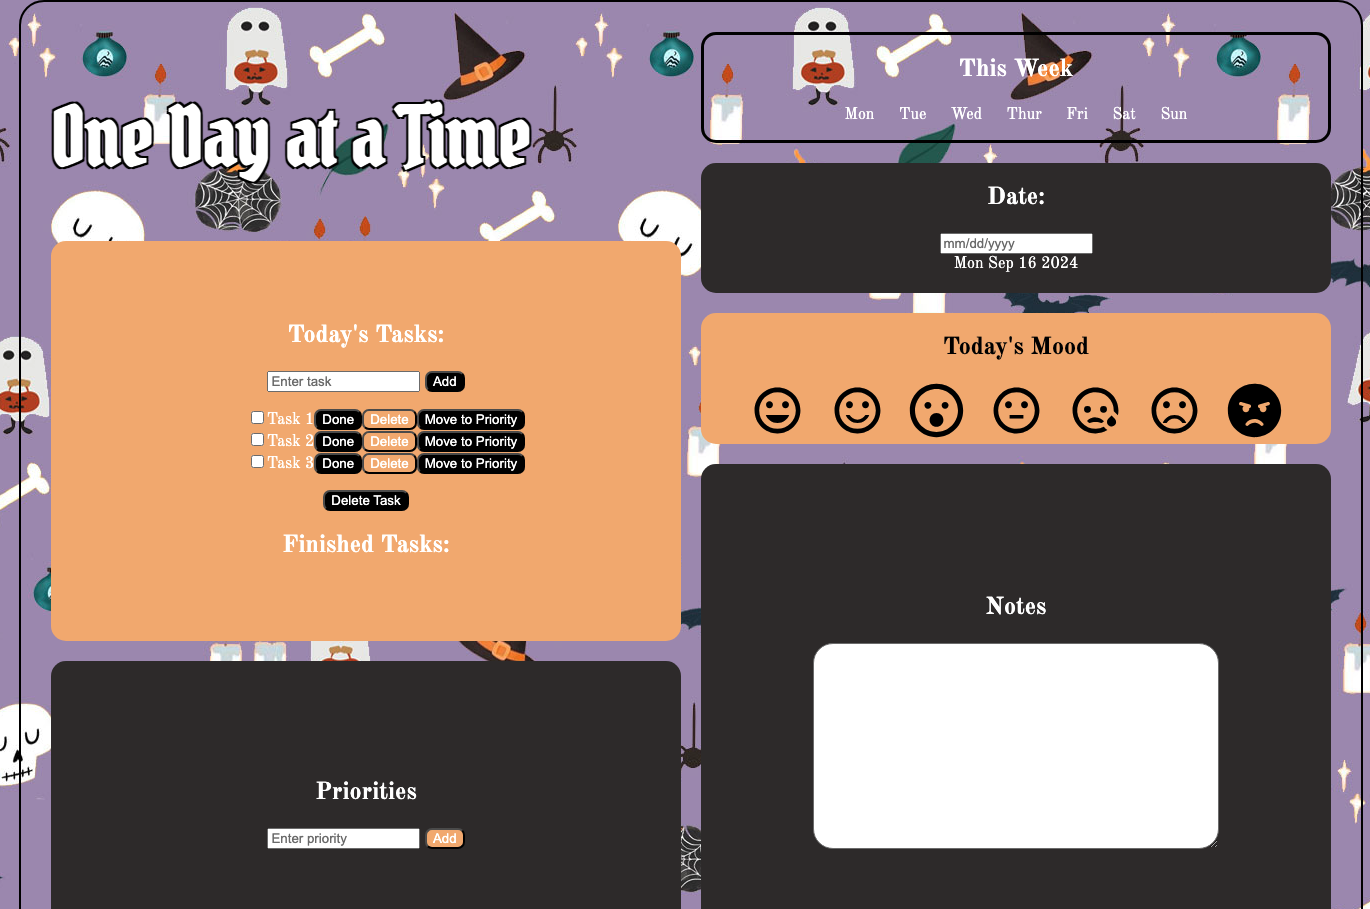 One Day at a Time
Today's Tasks:
Enter task Add
Task 1 Done Delete Move to Priority
Task 2 Done Delete Move to Priority
Task 3 Done Delete Move to Priority
Delete Task
Finished Tasks:
Priorities
Enter priority Add
This Week
Mon Tue Wed Thur Fri Sat Sun
Date:
mm/dd/yyyy
Mon Sep 16 2024
Today's Mood
Notes